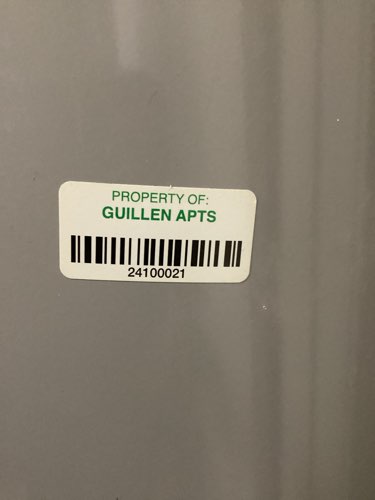 PROPERTY OF:
GUILLEN APTS
24100021